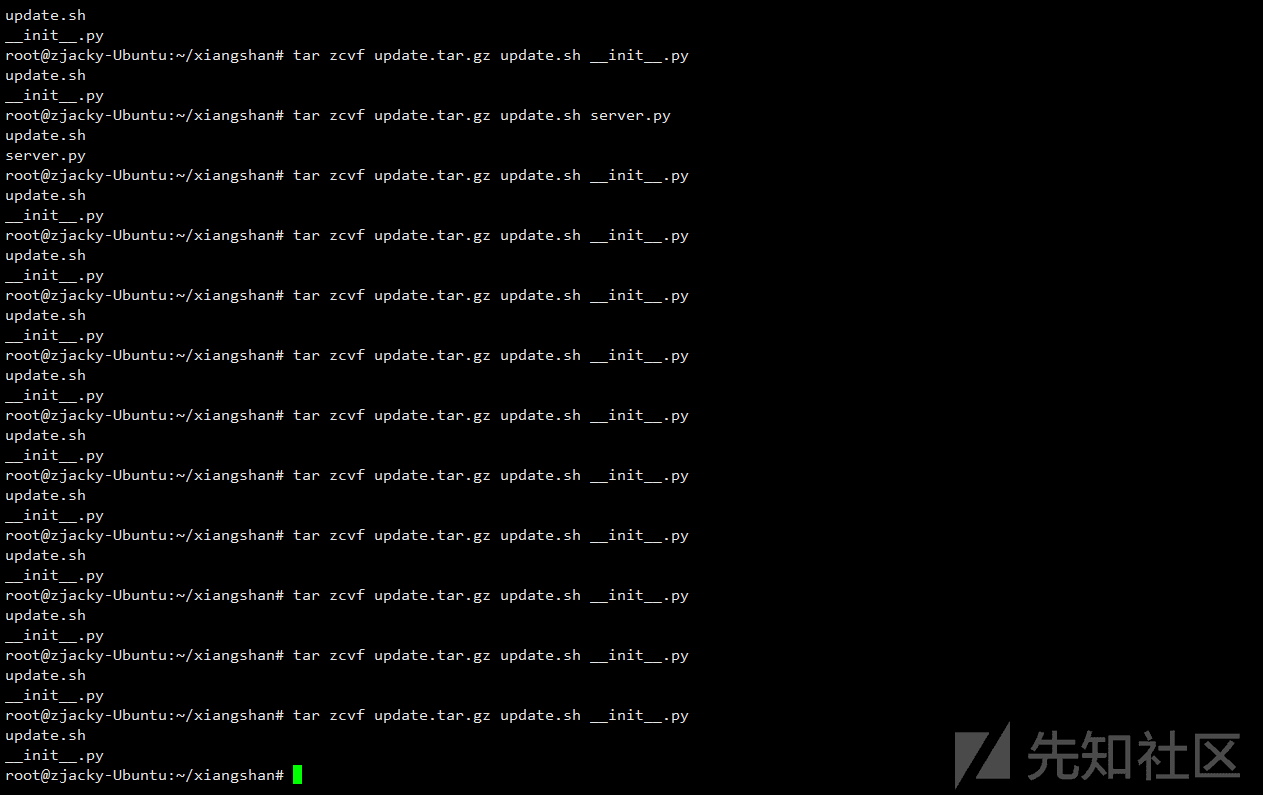 update.sh
__init__.py
root@zjacky-Ubuntu:~/xiangshan# tar zcvf update.tar.gz update.sh __init__.py
update.sh
__init__.py
root@zjacky-Ubuntu:~/xiangshan# tar zcvf update.tar.gz update.sh server.py
update.sh
server.py
root@zjacky-Ubuntu:~/xiangshan# tar zcvf update.tar.gz update.sh __init__.py
update.sh
__init__.py
root@zjacky-Ubuntu:~/xiangshan# tar zcvf update.tar.gz update.sh __init__.py
update.sh
__init__.py
root@zjacky-Ubuntu:~/xiangshan# tar zcvf update.tar.gz update.sh __init__.py
update.sh
__init__.py
root@zjacky-Ubuntu:~/xiangshan# tar zcvf update.tar.gz update.sh __init__.py
update.sh
__init__.py
root@zjacky-Ubuntu:~/xiangshan# tar zcvf update.tar.gz update.sh __init__.py
update.sh
__init__.py
root@zjacky-Ubuntu:~/xiangshan# tar zcvf update.tar.gz update.sh __init__.py
update.sh
__init__.py
root@zjacky-Ubuntu:~/xiangshan# tar zcvf update.tar.gz update.sh __init__.py
update.sh
__init__.py
root@zjacky-Ubuntu:~/xiangshan# tar zcvf update.tar.gz update.sh __init__.py
update.sh
__init__.py
root@zjacky-Ubuntu:~/xiangshan# tar zcvf update.tar.gz update.sh __init__.py
update.sh
__init__.py
root@zjacky-Ubuntu:~/xiangshan# tar zcvf update.tar.gz update.sh __init__.py
update.sh
__init__.py
root@zjacky-Ubuntu:~/xiangshan#
先知社区